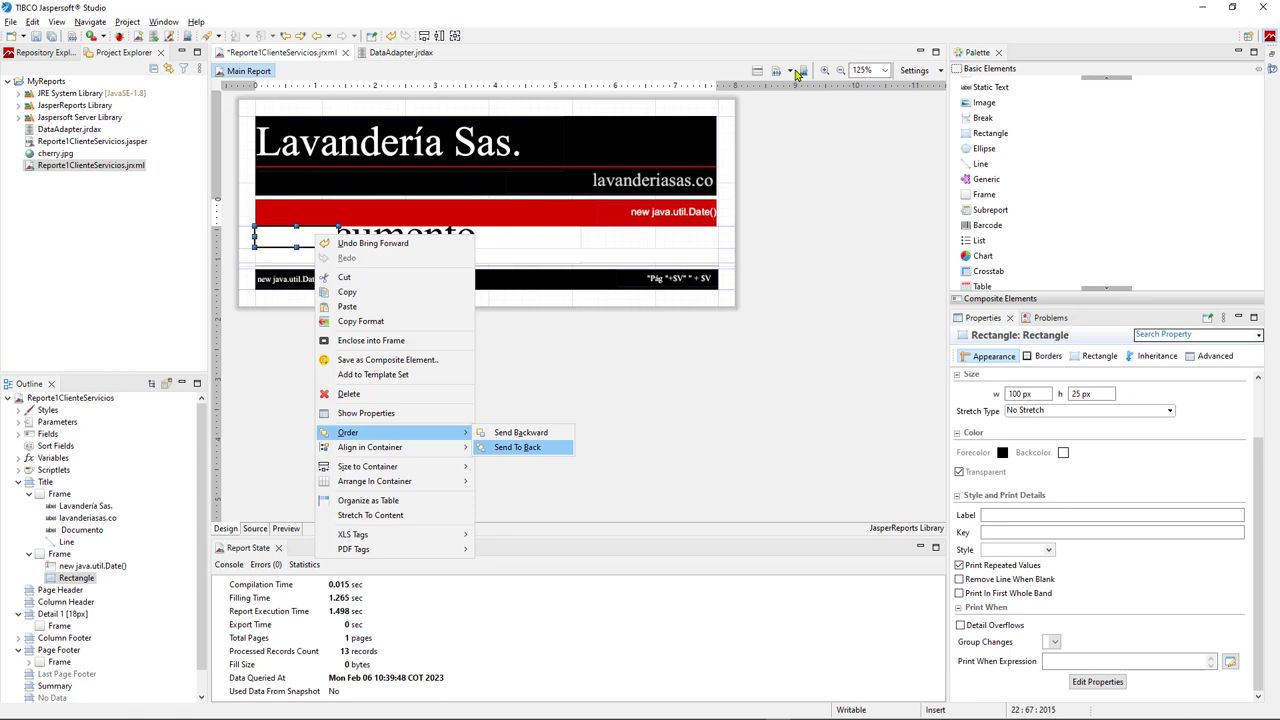 TIBCO Jaspersoft® Studio
File Edit View Navigate Project Window Help
Repository Expl... Project Explorer
*Reporte1ClienteServicios.jrxml DataAdapter.jrdax
Palette
Main Report
125%
Settings
Basic Elements
MyReports
JRE System Library [JavaSE-1.8]
JasperReports Library
Jaspersoft Server Library
DataAdapter.jrdax
Reporte1ClienteServicios.jasper
cherry.jpg
Reporte1ClienteServicios.jrxml
0 1 2 3 4 5 6 7
Lavandería Sas.
lavanderiasas.co
new java.util.Date()
new java.util.Dat
"Pág "+$V" " + $V
Undo Bring Forward
Redo
Cut
Copy
Paste
Copy Format
Enclose into Frame
Save as Composite Element..
Add to Template Set
Delete
Show Properties
Order
Align in Container
Size to Container
Arrange In Container
Organize as Table
Stretch To Content
XLS Tags
PDF Tags
Send Backward
Send To Back
Static Text
Image
Break
Rectangle
Ellipse
Line
Generic
Frame
Subreport
Barcode
List
Chart
Crosstab
Table
Composite Elements
Properties Problems
Rectangle: Rectangle
Search Property
Appearance Borders Rectangle Inheritance Advanced
Size
w 100 px h 25 px
Stretch Type No Stretch
Color
Forecolor Backcolor
Transparent
Style and Print Details
Label
Key
Style
Print Repeated Values
Remove Line When Blank
Print In First Whole Band
Print When
Detail Overflows
Group Changes
Print When Expression
Edit Properties
Outline
Reporte1ClienteServicios
Styles
Parameters
Fields
Sort Fields
Variables
Scriptlets
Title
Frame
Lavandería Sas.
lavanderiasas.co
Documento
Line
Frame
new java.util.Date()
Rectangle
Page Header
Column Header
Detail 1 [18px]
Frame
Column Footer
Page Footer
Frame
Last Page Footer
Summary
No Data
Design Source Preview
JasperReports Library
Report State
Console Errors (0) Statistics
Compilation Time 0.015 sec
Filling Time 1.265 sec
Report Execution Time 1.498 sec
Export Time 0 sec
Total Pages 1 pages
Processed Records Count 13 records
Fill Size 0 bytes
Data Queried At Mon Feb 06 10:39:48 COT 2023
Used Data From Snapshot No
Writable Insert 22 : 67 : 2015